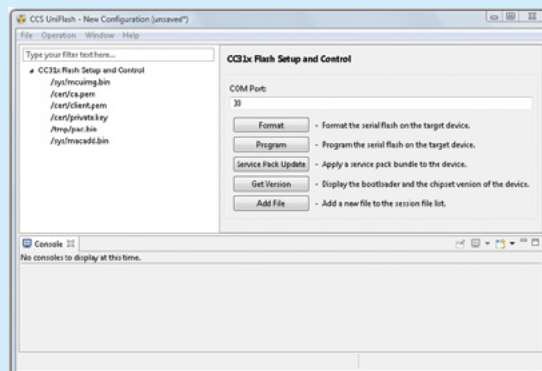 CCS UniFlash - New Configuration (unsaved*)
File Operation Window Help
Type your filter text here...
CC31x Flash Setup and Control
/sys/mcuimg.bin
/cert/ca.pem
/cert/client.pem
/cert/private.key
/tmp/pac.bin
/sys/macadd.bin
CC31x Flash Setup and Control
COM Port:
30
Format - Format the serial flash on the target device.
Program - Program the serial flash on the target device.
Service Pack Update - Apply a service pack bundle to the device.
Get Version - Display the bootloader and the chipset version of the device.
Add File - Add a new file to the session file list.
Console
No consoles to display at this time.